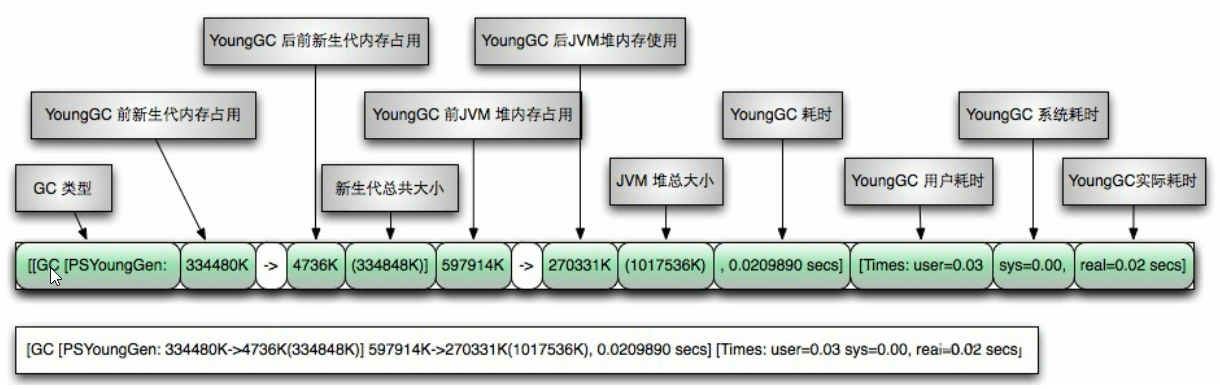 YoungGC 后前新生代内存占用
YoungGC 后JVM堆内存使用
YoungGC 前新生代内存占用
YoungGC 前JVM 堆内存占用
YoungGC 耗时
YoungGC 系统耗时
GC 类型
新生代总共大小
JVM 堆总大小
YoungGC 用户耗时
YoungGC实际耗时
[[GC [PSYoungGen: 334480K -> 4736K (334848K)] 597914K -> 270331K (1017536K) , 0.0209890 secs] [Times: user=0.03 sys=0.00, real=0.02 secs]
[GC [PSYoungGen: 334480K->4736K(334848K)] 597914K->270331K(1017536K), 0.0209890 secs] [Times: user=0.03 sys=0.00, real=0.02 secs]